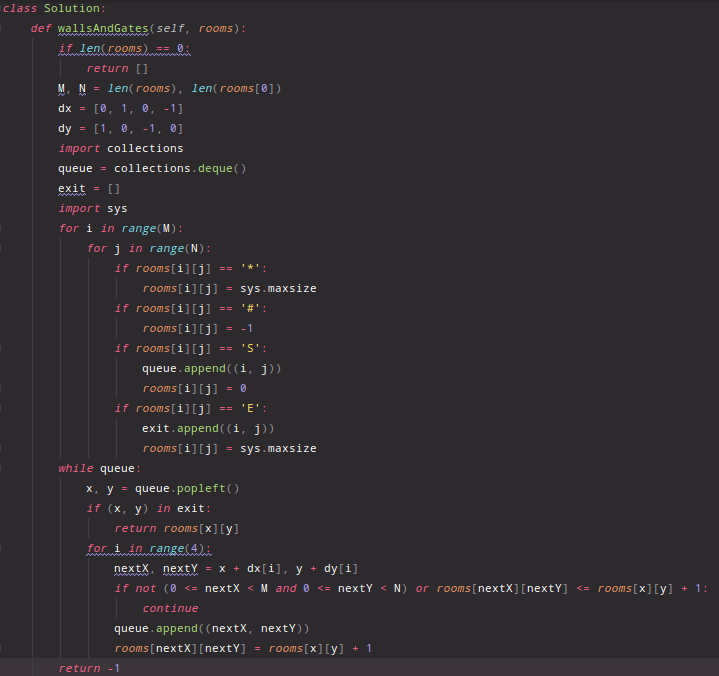 class Solution:
    def wallsAndGates(self, rooms):
        if len(rooms) == 0:
            return []
        M, N = len(rooms), len(rooms[0])
        dx = [0, 1, 0, -1]
        dy = [1, 0, -1, 0]
        import collections
        queue = collections.deque()
        exit = []
        import sys
        for i in range(M):
            for j in range(N):
                if rooms[i][j] == '*':
                    rooms[i][j] = sys.maxsize
                if rooms[i][j] == '#':
                    rooms[i][j] = -1
                if rooms[i][j] == 'S':
                    queue.append((i, j))
                    rooms[i][j] = 0
                if rooms[i][j] == 'E':
                    exit.append((i, j))
                    rooms[i][j] = sys.maxsize
        while queue:
            x, y = queue.popleft()
            if (x, y) in exit:
                return rooms[x][y]
            for i in range(4):
                nextX, nextY = x + dx[i], y + dy[i]
                if not (0 <= nextX < M and 0 <= nextY < N) or rooms[nextX][nextY] <= rooms[x][y] + 1:
                    continue
                queue.append((nextX, nextY))
                rooms[nextX][nextY] = rooms[x][y] + 1
        return -1